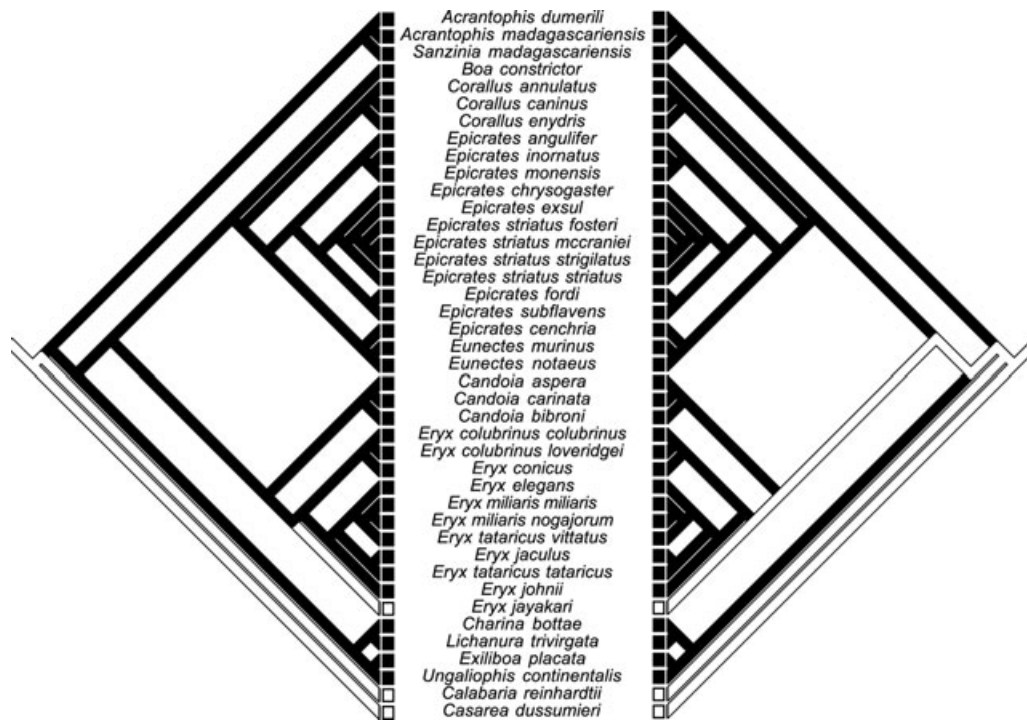 Acrantophis dumerili
Acrantophis madagascariensis
Sanzinia madagascariensis
Boa constrictor
Corallus annulatus
Corallus caninus
Corallus enydris
Epicrates angulifer
Epicrates inornatus
Epicrates monensis
Epicrates chrysogaster
Epicrates exsul
Epicrates striatus fosteri
Epicrates striatus mccraniei
Epicrates striatus strigilatus
Epicrates striatus striatus
Epicrates fordi
Epicrates subflavens
Epicrates cenchria
Eunectes murinus
Eunectes notaeus
Candoia aspera
Candoia carinata
Candoia bibroni
Eryx colubrinus colubrinus
Eryx colubrinus loveridgei
Eryx conicus
Eryx elegans
Eryx miliaris miliaris
Eryx miliaris nogajorum
Eryx tataricus vittatus
Eryx jaculus
Eryx tataricus tataricus
Eryx johnii
Eryx jayakari
Charina bottae
Lichanura trivirgata
Exiliboa placata
Ungaliophis continentalis
Calabaria reinhardtii
Casarea dussumieri